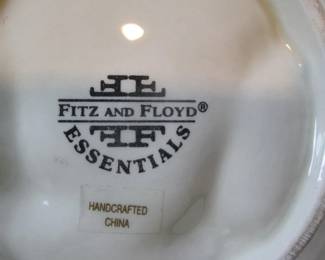 FITZ AND FLOYD®
ESSENTIALS
HANDCRAFTED
CHINA